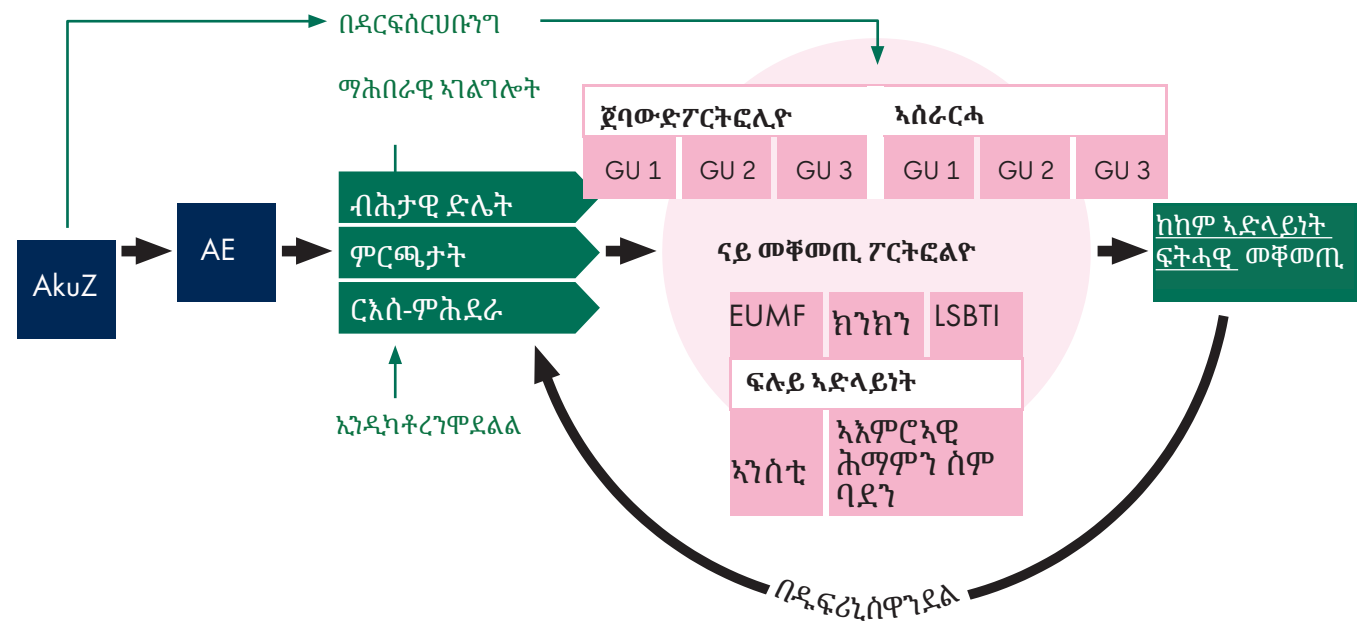 በዳርፍሰርሀቡንግ
ማሕበራዊ ኣገልግሎት
ጀባውድፖርትፎሊዮ
ኣሰራርሓ
GU 1
GU 2
GU 3
GU 1
GU 2
GU 3
ብሕታዊ ድሌት
ምርጫታት
ርእሰ-ምሕደራ
AkuZ
AE
ናይ መቐመጢ ፖርትፎልዮ
ከከም ኣድላይነት
ፍትሓዊ መቐመጢ
EUMF
ክንክን
LSBTI
ፍሉይ ኣድላይነት
ኢንዲካቶረንሞደልል
ኣንስቲ
ኣእምሮኣዊ
ሕማምን ስም
ባደን
በዱፍሪኒስዋንደል